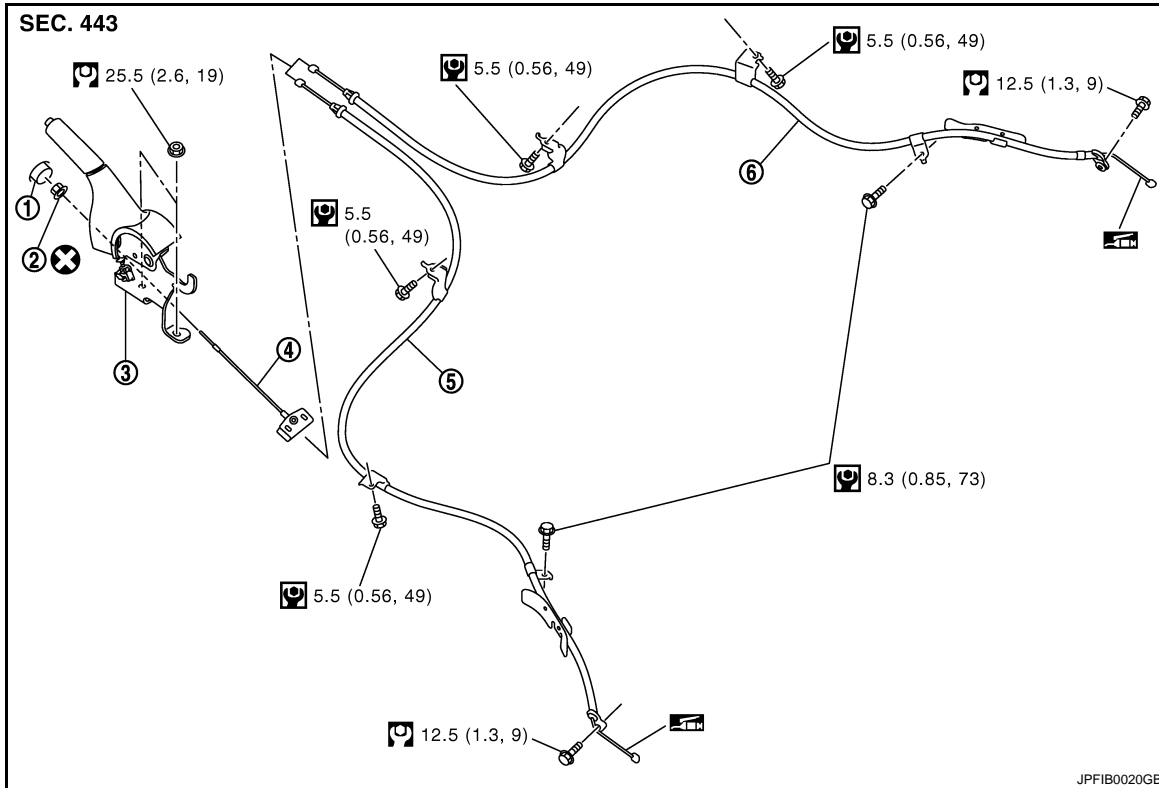 SEC. 443
25.5 (2.6, 19)
5.5 (0.56, 49)
5.5 (0.56, 49)
12.5 (1.3, 9)
1
2
3
4
5.5
(0.56, 49)
5
6
8.3 (0.85, 73)
5.5 (0.56, 49)
12.5 (1.3, 9)
JPFIB0020GB